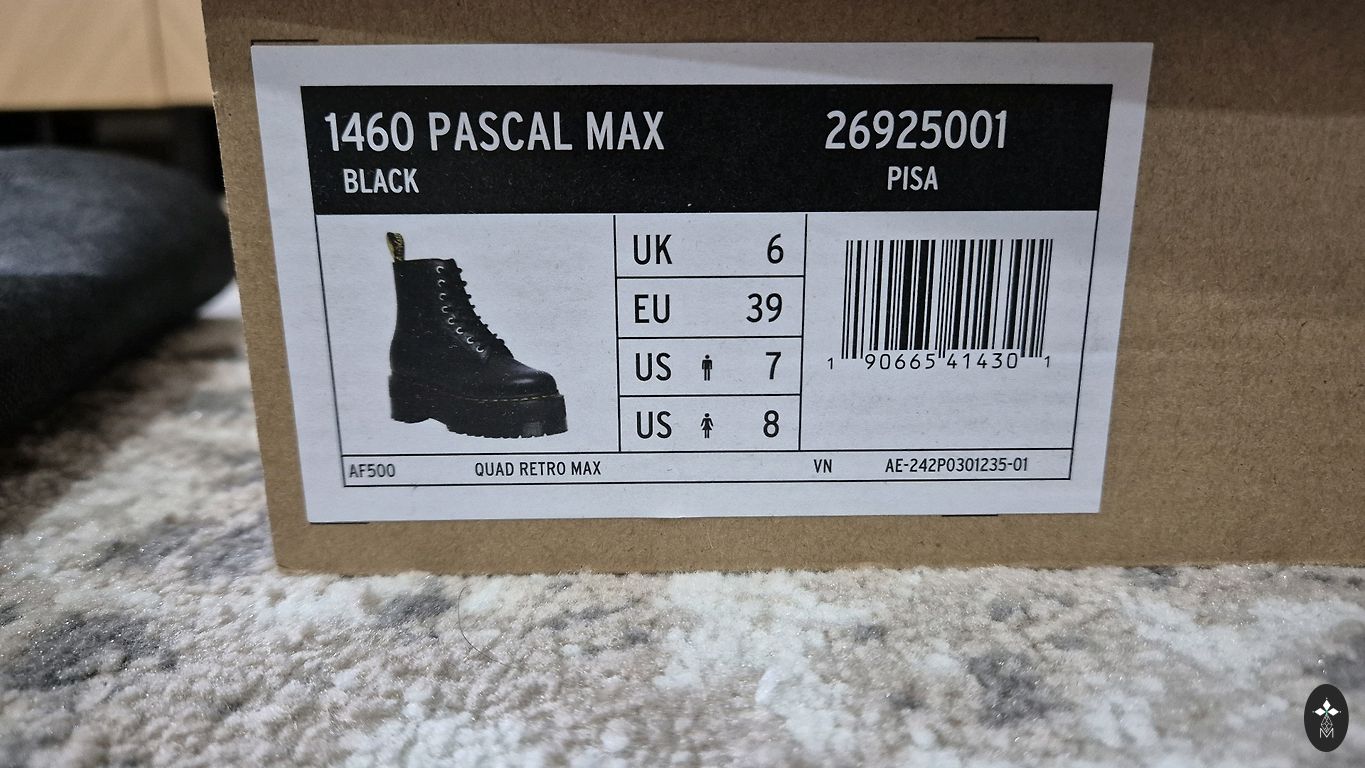 1460 PASCAL MAX
26925001
BLACK
PISA
UK 6
EU 39
US 7
US 8
1 90665 41430 1
AF500
QUAD RETRO MAX
VN
AE-242P0301235-01
M